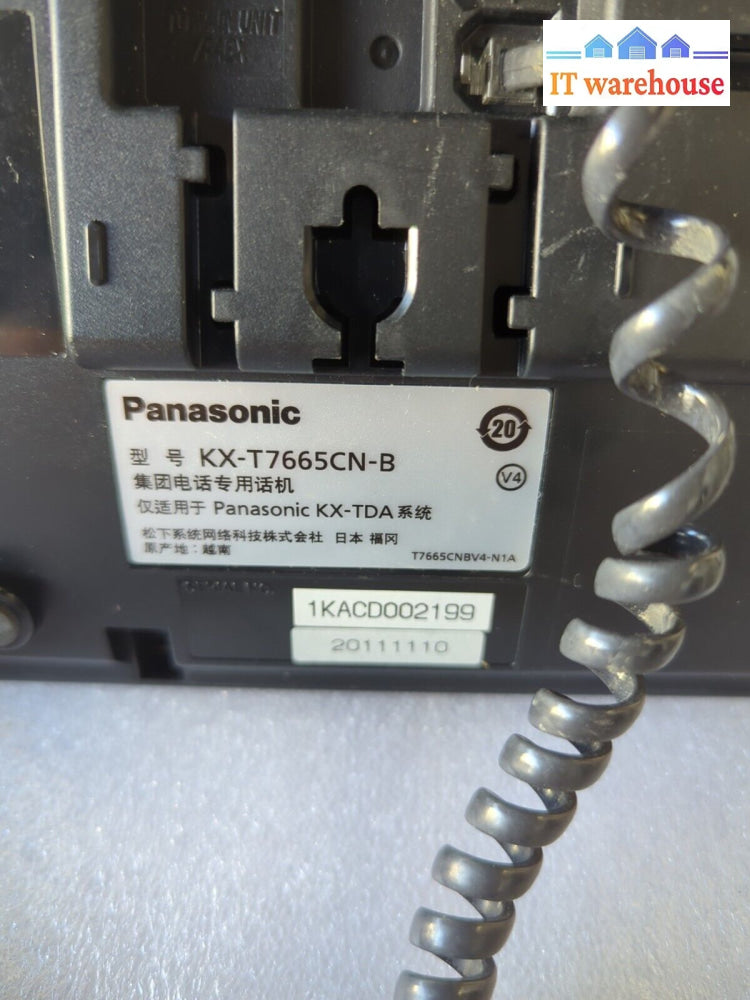 IT warehouse
Panasonic
20
型 号 KX-T7665CN-B
V4
集团电话专用话机
仅适用于 Panasonic KX-TDA 系统
松下系统网络科技株式会社 日本 福冈
原产地：越南
T7665CNBV4-N1A
1KACD002199
20111110